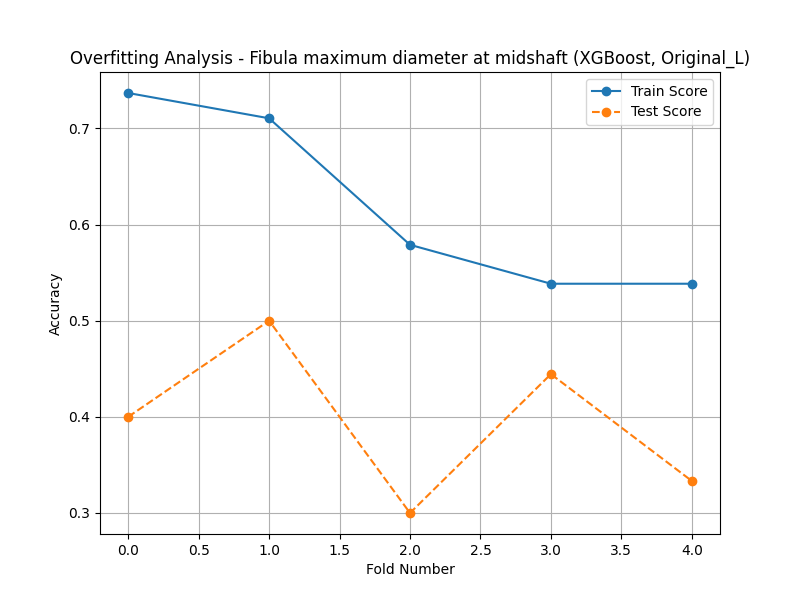 Overfitting Analysis - Fibula maximum diameter at midshaft (XGBoost, Original_L)
Train Score
Test Score
Accuracy
0.7
0.6
0.5
0.4
0.3
0.0 0.5 1.0 1.5 2.0 2.5 3.0 3.5 4.0
Fold Number